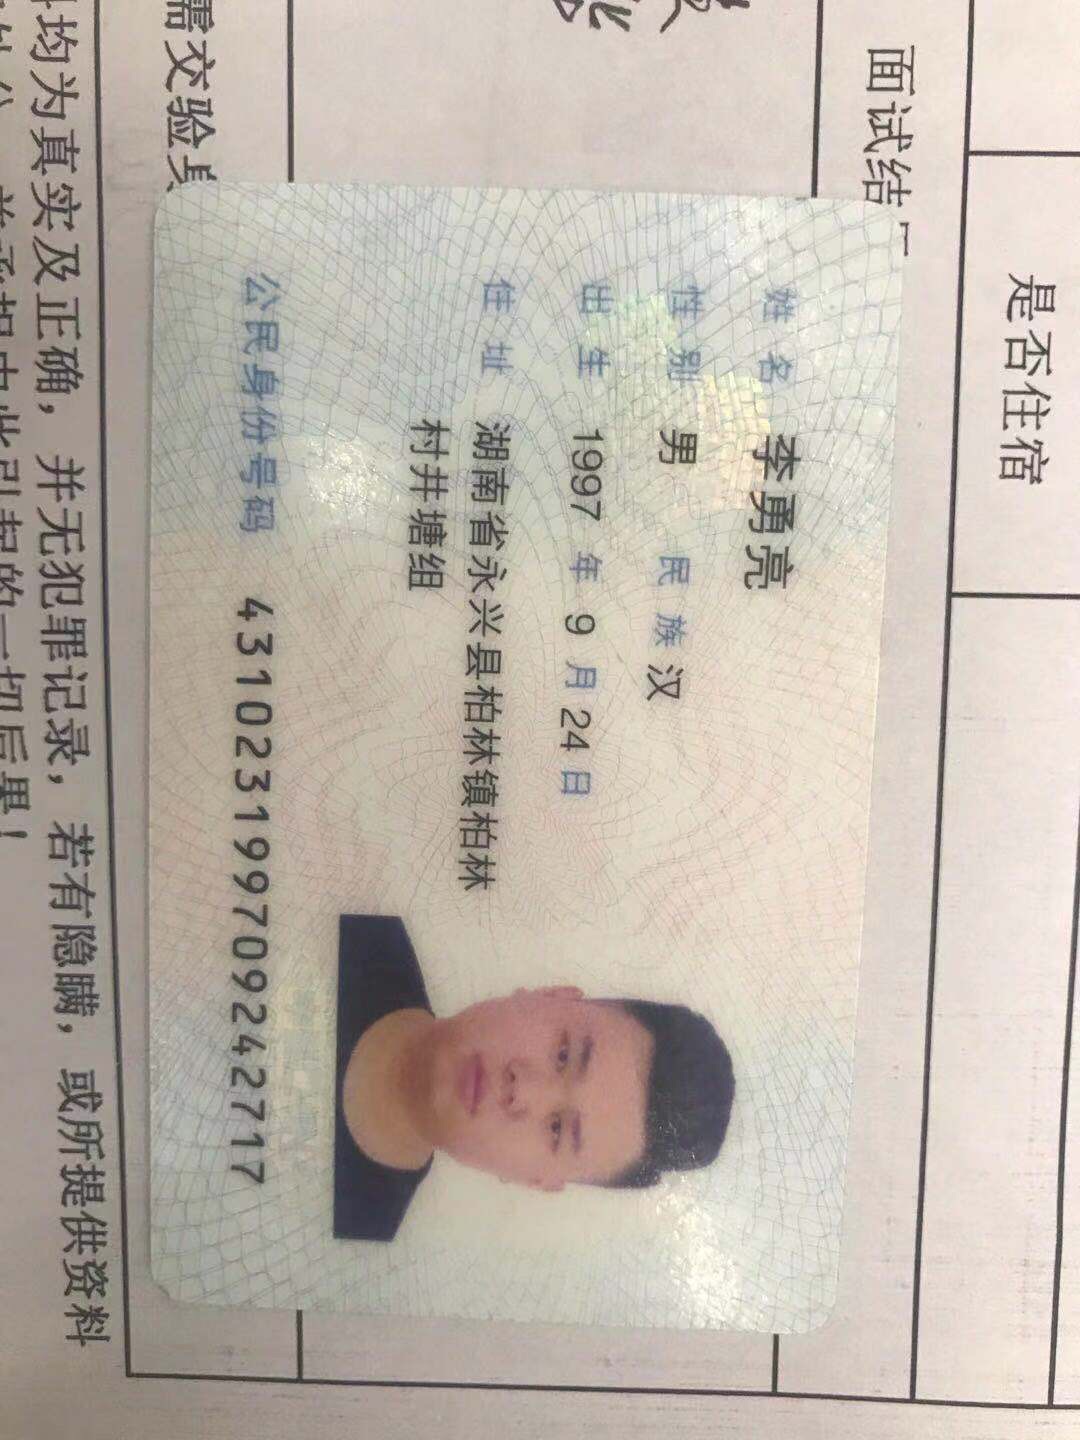 姓名 李勇亮
性别 男 民族 汉
出生 1997 年 9 月 24 日
住址 湖南省永兴县柏林镇柏林
村井塘组
公民身份号码 431023199709242717
是否住宿
面试结
需交验
均为真实及正确，并无犯罪记录，若有隐瞒，或所提供资料
此引起的一切后果！